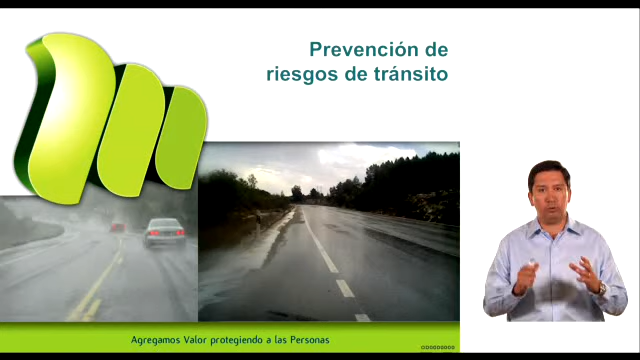 Prevención de
riesgos de tránsito
Agregamos Valor protegiendo a las Personas